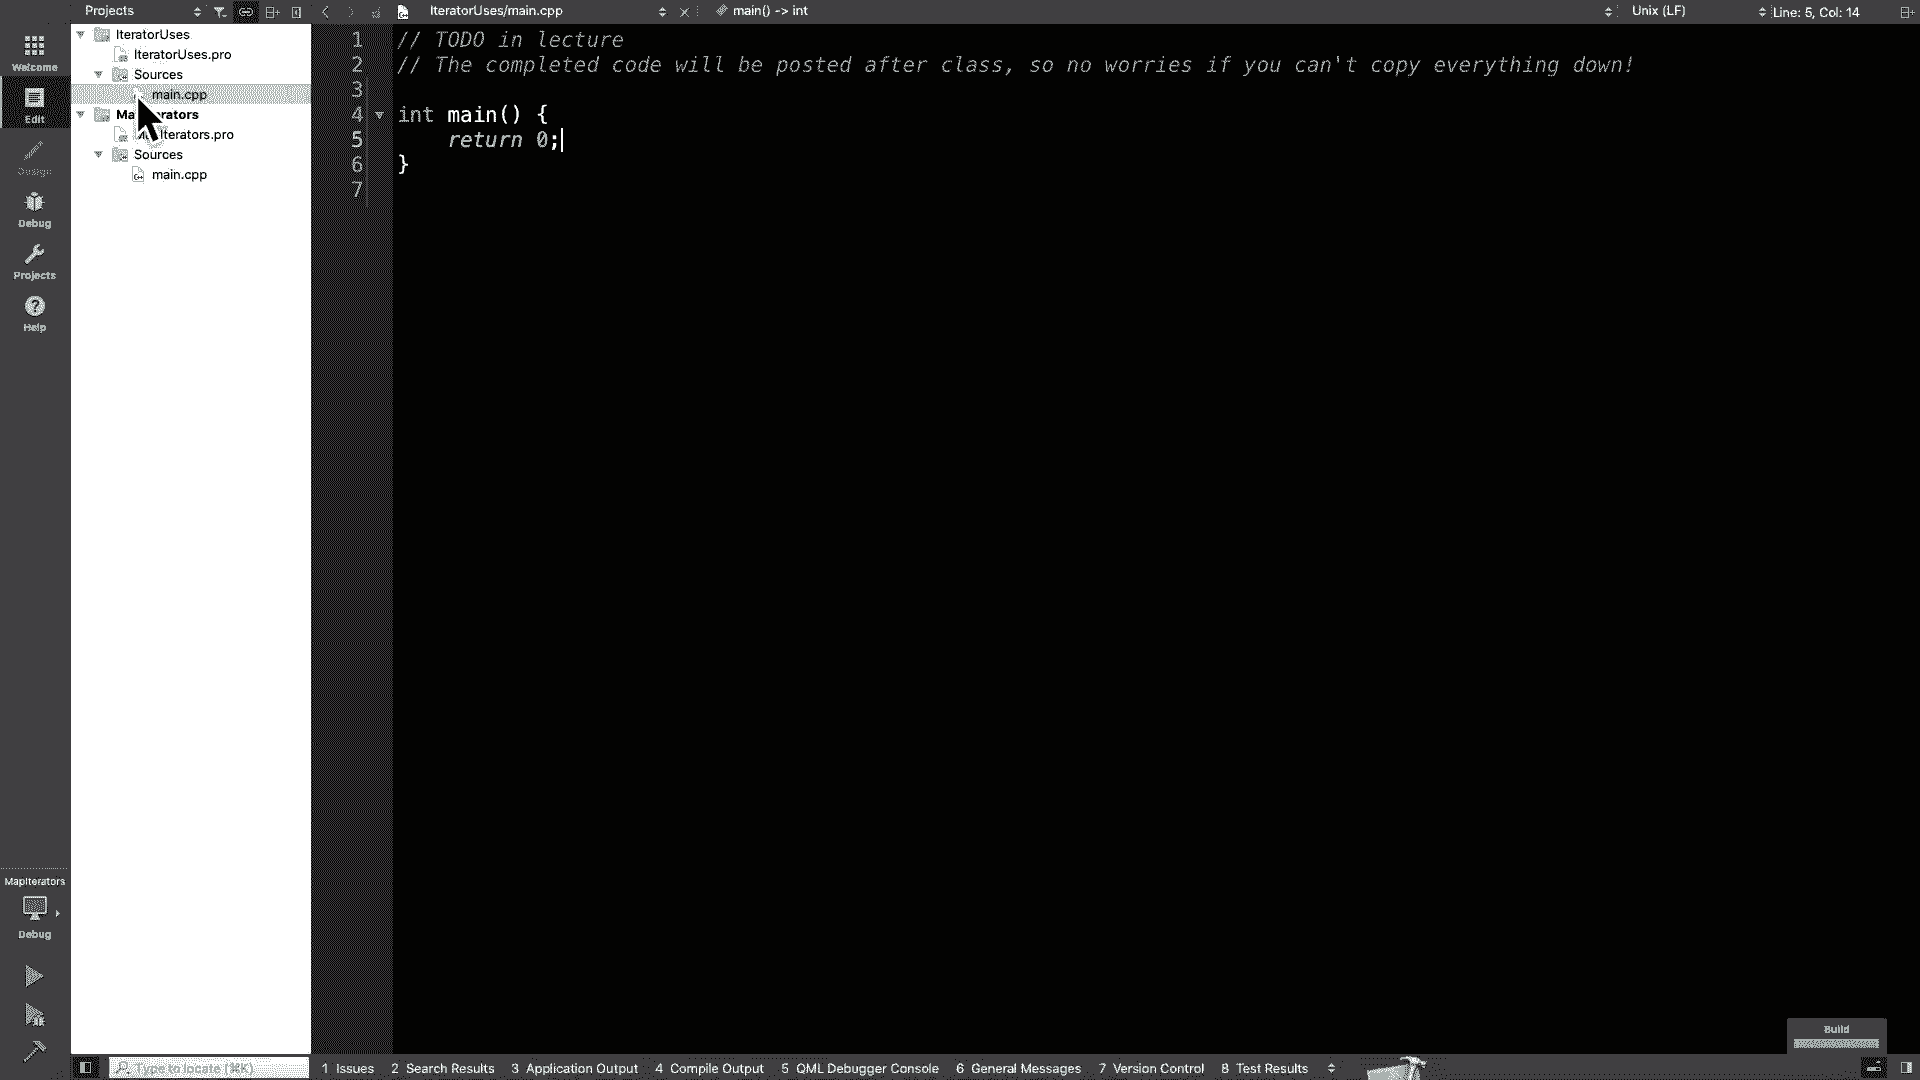 Projects
IteratorUses/main.cpp
main() -> int
Unix (LF)
Line: 5, Col: 14
Welcome
Edit
Design
Debug
Projects
Help
IteratorUses
IteratorUses.pro
Sources
main.cpp
Iterators.pro
Sources
main.cpp
1 // TODO in lecture
2 // The completed code will be posted after class, so no worries if you can't copy everything down!
3
4 int main() {
5 return 0;
6 }
7
MapIterators
Debug
Build
Type to locate (⌘K)
1 Issues
2 Search Results
3 Application Output
4 Compile Output
5 QML Debugger Console
6 General Messages
7 Version Control
8 Test Results